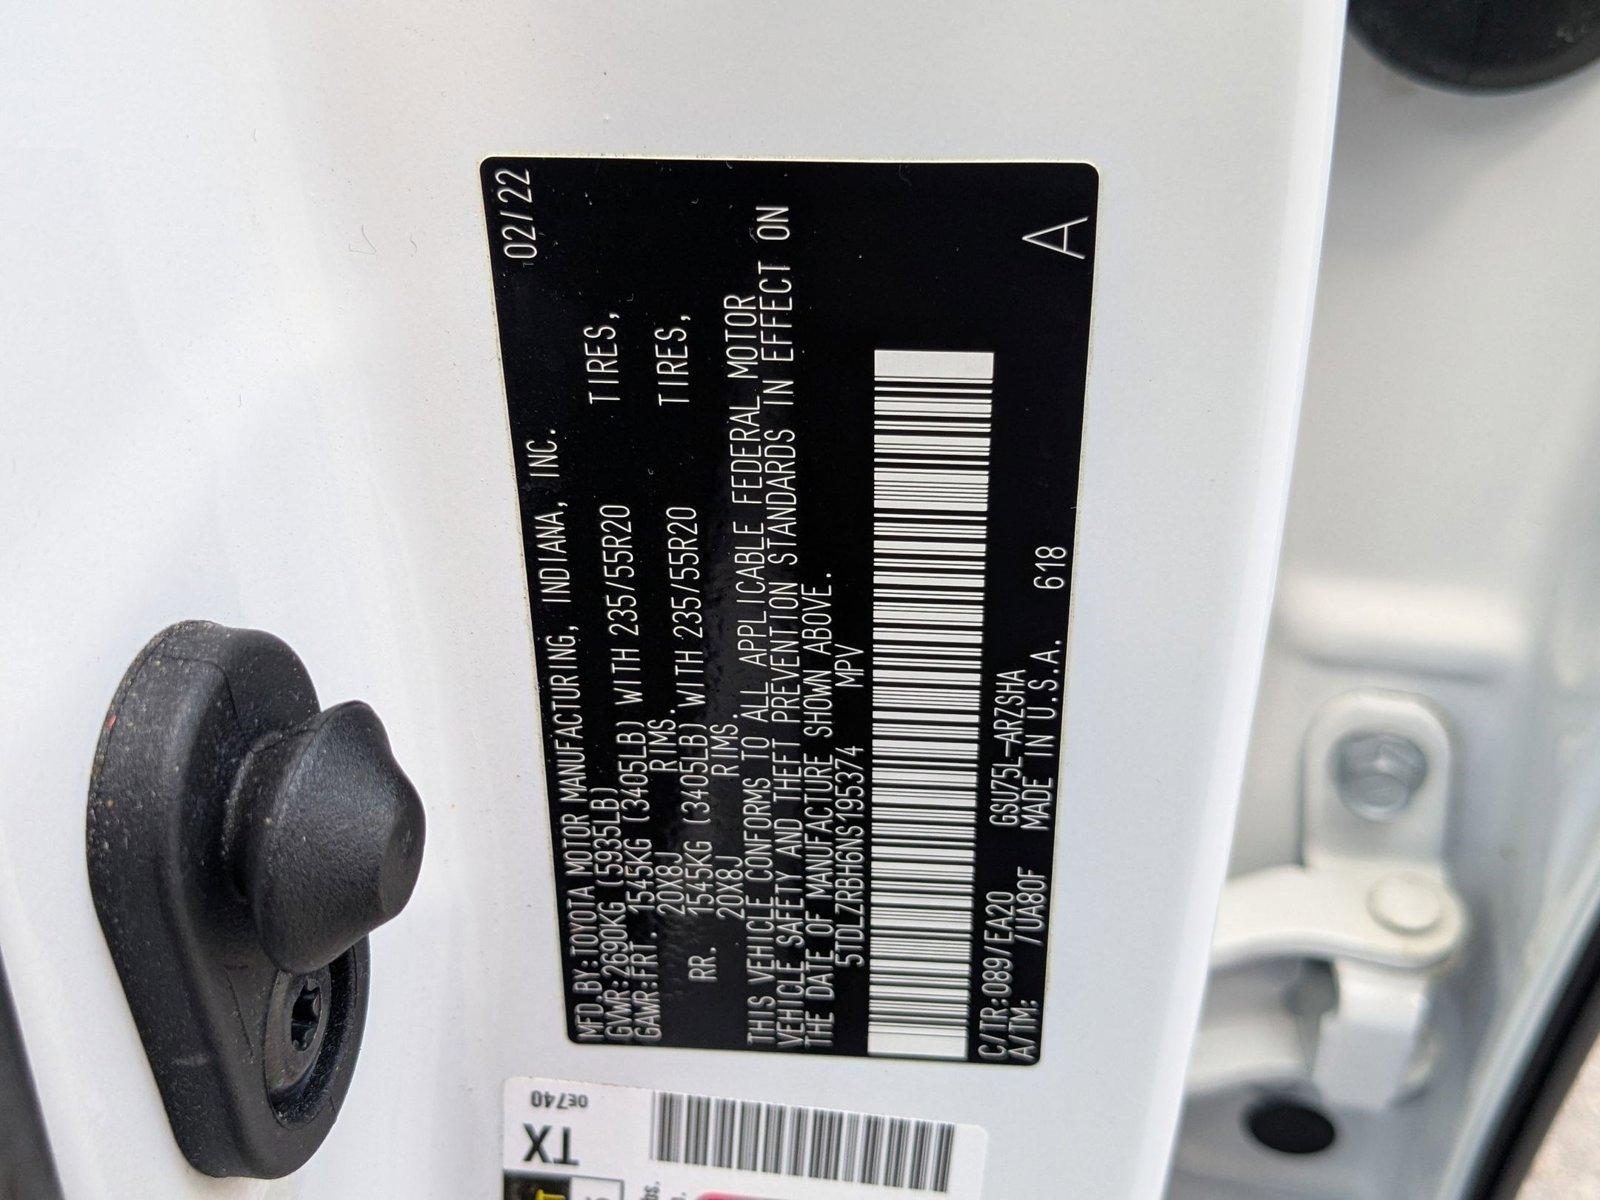 02/22
MFD.BY:TOYOTA MOTOR MANUFACTURING, INDIANA, INC.
GVWR:2690KG (5935LB)
GAWR:FRT. 1545KG (3405LB) WITH 235/55R20 TIRES,
20X8J RIMS.
RR. 1545KG (3405LB) WITH 235/55R20 TIRES,
20X8J RIMS.
THIS VEHICLE CONFORMS TO ALL APPLICABLE FEDERAL MOTOR
VEHICLE SAFETY AND THEFT PREVENTION STANDARDS IN EFFECT ON
THE DATE OF MANUFACTURE SHOWN ABOVE.
5TDLZRBH6NS195374 MPV
C/TR:089/EA20 GSU75L-ARZSHA
A/TM: /UA80F MADE IN U.S.A. 618 A
OE740
TX